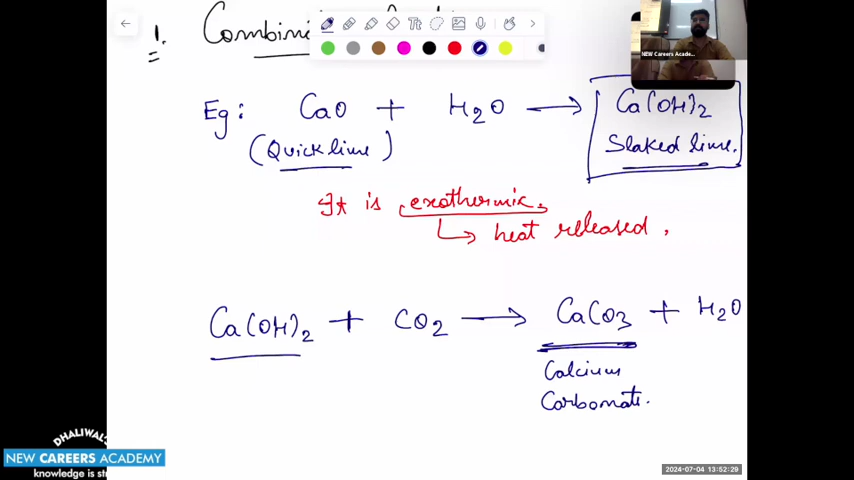 1. Combin
NEW Careers Acade...
Eg: CaO + H2O → Ca(OH)2
(Quicklime) Slaked lime.
It is exothermic.
↳ heat released.
Ca(OH)2 + CO2 → CaCO3 + H2O
Calcium
Carbonate.
DHALIWAL'S
NEW CAREERS ACADEMY
knowledge is st
2024-07-04 13:52:29